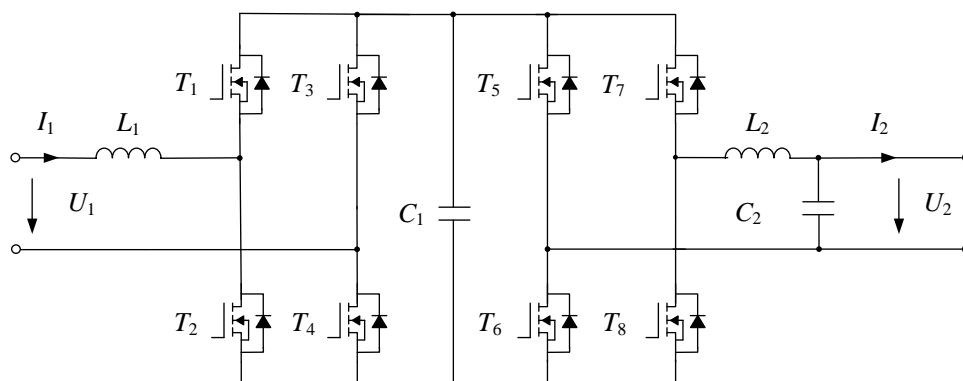 T₁ T₃ T₅ T₇
I₁ L₁ L₂ I₂
U₁ C₁ C₂ U₂
T₂ T₄ T₆ T₈